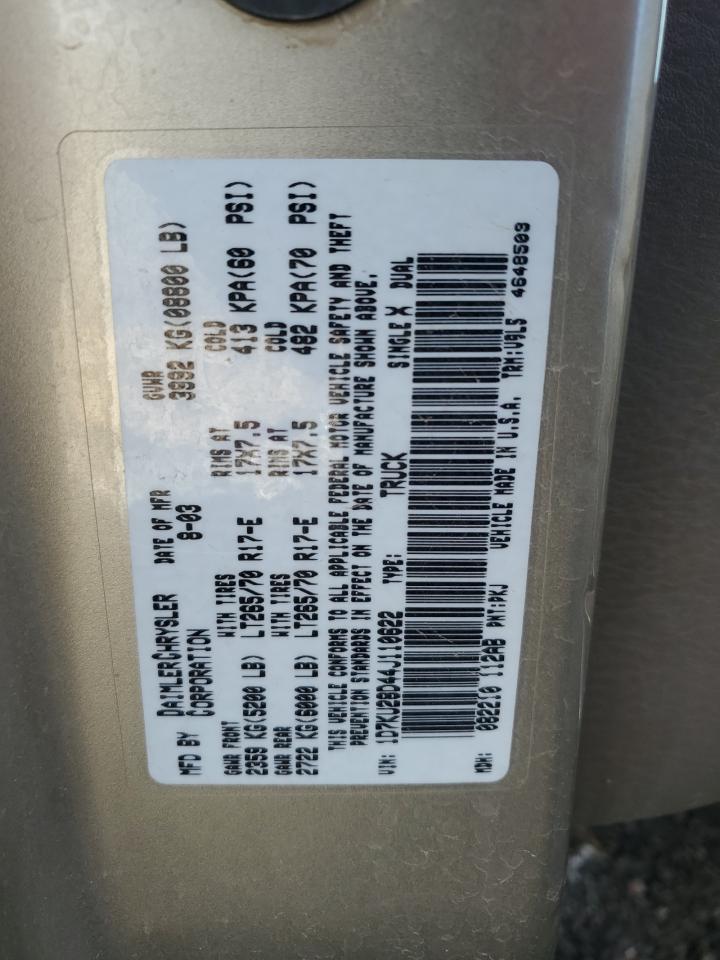 MFD BY DAIMLERCHRYSLER CORPORATION DATE OF MFR 8-03 GVWR 3992 KG(08800 LB)
GAWR FRONT WITH TIRES RIMS AT COLD
2359 KG(5200 LB) LT265/70 R17-E 17X7.5 413 KPA(60 PSI)
GAWR REAR WITH TIRES RIMS AT COLD
2722 KG(6000 LB) LT265/70 R17-E 17X7.5 482 KPA(70 PSI)
THIS VEHICLE CONFORMS TO ALL APPLICABLE FEDERAL MOTOR VEHICLE SAFETY AND THEFT
PREVENTION STANDARDS IN EFFECT ON THE DATE OF MANUFACTURE SHOWN ABOVE.
VIN: 1D7KU28D44J110622 TYPE: TRUCK SINGLE X DUAL
MDH: 082210 112AB PNT:PKJ VEHICLE MADE IN U.S.A. TRM:V9L5 4648503